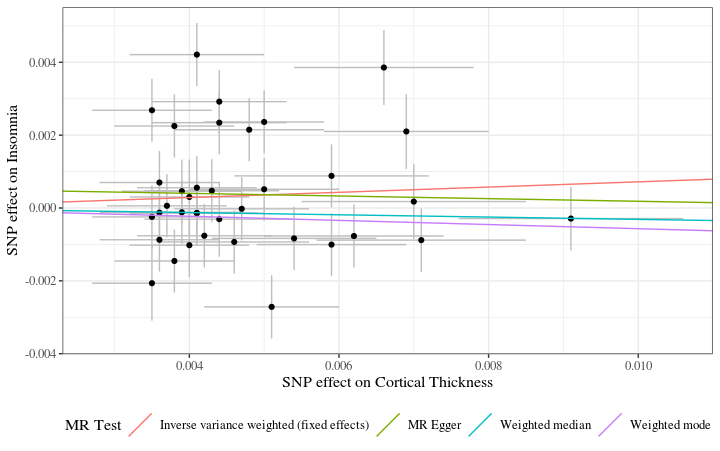 SNP effect on Insomnia
0.004
0.002
0.000
-0.002
-0.004
0.004 0.006 0.008 0.010
SNP effect on Cortical Thickness
MR Test Inverse variance weighted (fixed effects) MR Egger Weighted median Weighted mode